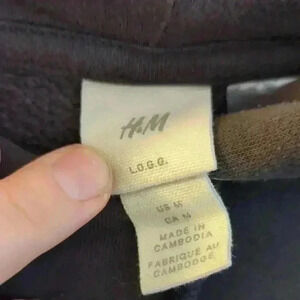 H&M
L.O.G.G.
US M
CA M
MADE IN
CAMBODIA
FABRIQUÉ AU
CAMBODGE